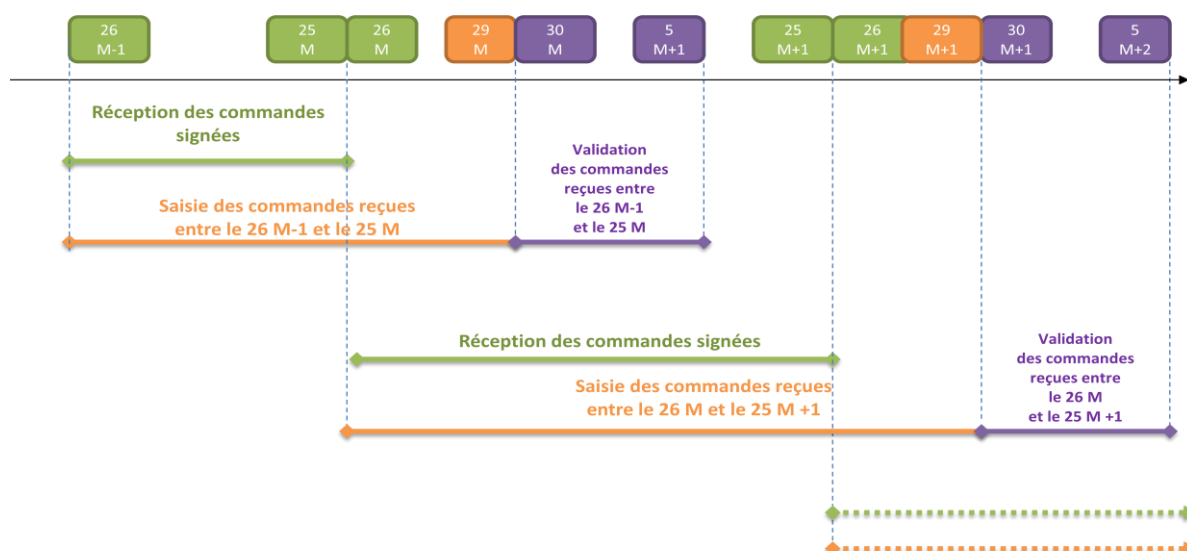 26
M-1
25
M
26
M
29
M
30
M
5
M+1
25
M+1
26
M+1
29
M+1
30
M+1
5
M+2
Réception des commandes
signées
Saisie des commandes reçues
entre le 26 M-1 et le 25 M
Validation
des commandes
reçues entre
le 26 M-1
et le 25 M
Réception des commandes signées
Saisie des commandes reçues
entre le 26 M et le 25 M +1
Validation
des commandes
reçues entre
le 26 M
et le 25 M +1